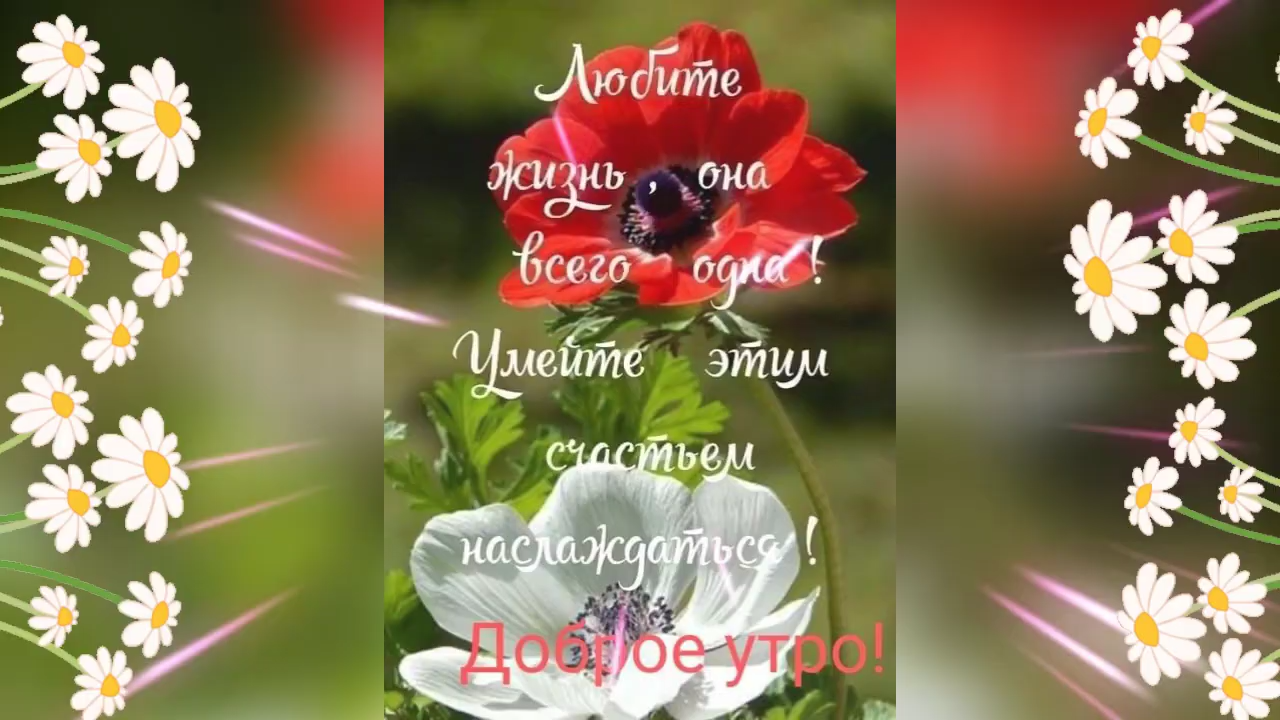 Любите
жизнь , она
всего одна !
Умейте этим
счастьем
наслаждаться !
Доброе утро!